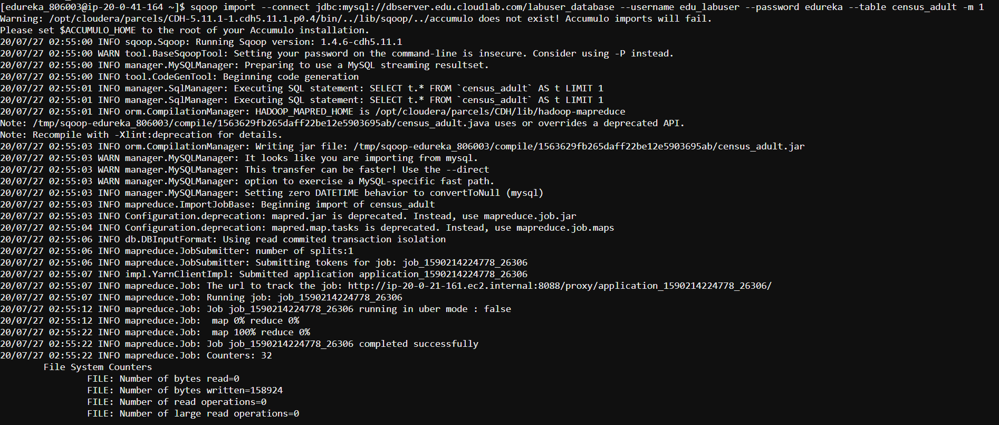 [edureka_806003@ip-20-0-41-164 ~]$ sqoop import --connect jdbc:mysql://dbserver.edu.cloudlab.com/labuser_database --username edu_labuser --password edureka --table census_adult -m 1
Warning: /opt/cloudera/parcels/CDH-5.11.1-1.cdh5.11.1.p0.4/bin/../lib/sqoop/../accumulo does not exist! Accumulo imports will fail.
Please set $ACCUMULO_HOME to the root of your Accumulo installation.
20/07/27 02:55:00 INFO sqoop.Sqoop: Running Sqoop version: 1.4.6-cdh5.11.1
20/07/27 02:55:00 WARN tool.BaseSqoopTool: Setting your password on the command-line is insecure. Consider using -P instead.
20/07/27 02:55:00 INFO manager.MySQLManager: Preparing to use a MySQL streaming resultset.
20/07/27 02:55:00 INFO tool.CodeGenTool: Beginning code generation
20/07/27 02:55:01 INFO manager.SqlManager: Executing SQL statement: SELECT t.* FROM `census_adult` AS t LIMIT 1
20/07/27 02:55:01 INFO manager.SqlManager: Executing SQL statement: SELECT t.* FROM `census_adult` AS t LIMIT 1
20/07/27 02:55:01 INFO orm.CompilationManager: HADOOP_MAPRED_HOME is /opt/cloudera/parcels/CDH/lib/hadoop-mapreduce
Note: /tmp/sqoop-edureka_806003/compile/1563629fb265daff22be12e5903695ab/census_adult.java uses or overrides a deprecated API.
Note: Recompile with -Xlint:deprecation for details.
20/07/27 02:55:03 INFO orm.CompilationManager: Writing jar file: /tmp/sqoop-edureka_806003/compile/1563629fb265daff22be12e5903695ab/census_adult.jar
20/07/27 02:55:03 WARN manager.MySQLManager: It looks like you are importing from mysql.
20/07/27 02:55:03 WARN manager.MySQLManager: This transfer can be faster! Use the --direct
20/07/27 02:55:03 WARN manager.MySQLManager: option to exercise a MySQL-specific fast path.
20/07/27 02:55:03 INFO manager.MySQLManager: Setting zero DATETIME behavior to convertToNull (mysql)
20/07/27 02:55:03 INFO mapreduce.ImportJobBase: Beginning import of census_adult
20/07/27 02:55:03 INFO Configuration.deprecation: mapred.jar is deprecated. Instead, use mapreduce.job.jar
20/07/27 02:55:04 INFO Configuration.deprecation: mapred.map.tasks is deprecated. Instead, use mapreduce.job.maps
20/07/27 02:55:06 INFO db.DBInputFormat: Using read commited transaction isolation
20/07/27 02:55:06 INFO mapreduce.JobSubmitter: number of splits:1
20/07/27 02:55:06 INFO mapreduce.JobSubmitter: Submitting tokens for job: job_1590214224778_26306
20/07/27 02:55:07 INFO impl.YarnClientImpl: Submitted application application_1590214224778_26306
20/07/27 02:55:07 INFO mapreduce.Job: The url to track the job: http://ip-20-0-21-161.ec2.internal:8088/proxy/application_1590214224778_26306/
20/07/27 02:55:07 INFO mapreduce.Job: Running job: job_1590214224778_26306
20/07/27 02:55:12 INFO mapreduce.Job: Job job_1590214224778_26306 running in uber mode : false
20/07/27 02:55:12 INFO mapreduce.Job:  map 0% reduce 0%
20/07/27 02:55:22 INFO mapreduce.Job:  map 100% reduce 0%
20/07/27 02:55:22 INFO mapreduce.Job: Job job_1590214224778_26306 completed successfully
20/07/27 02:55:22 INFO mapreduce.Job: Counters: 32
File System Counters
FILE: Number of bytes read=0
FILE: Number of bytes written=158924
FILE: Number of read operations=0
FILE: Number of large read operations=0